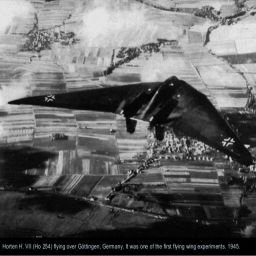 Horten H. VII (Ho 254) flying over Göttingen, Germany. It was one of the first flying wing experiments, 1945.